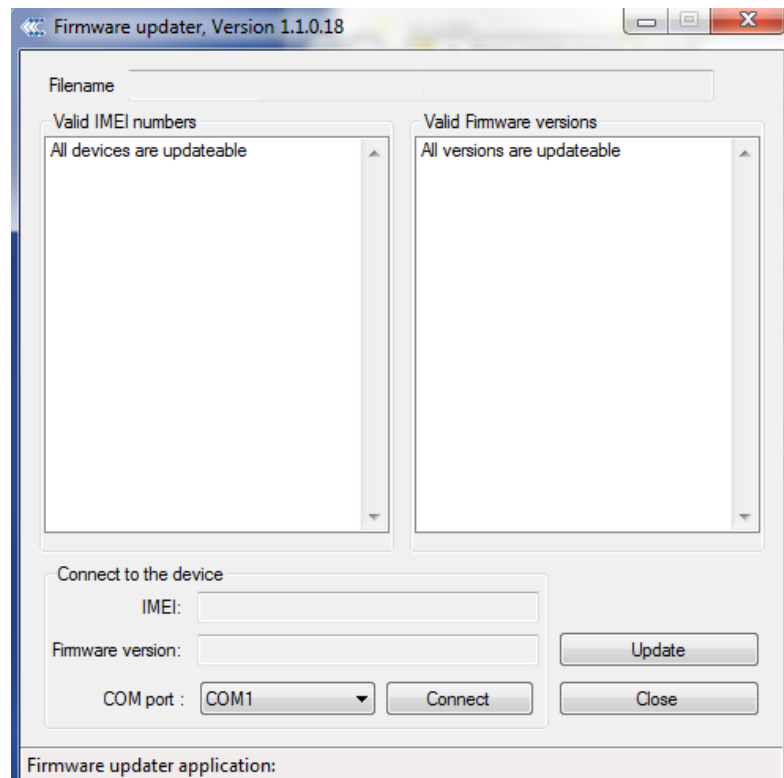 Firmware updater, Version 1.1.0.18
Filename
Valid IMEI numbers
All devices are updateable
Valid Firmware versions
All versions are updateable
Connect to the device
IMEI:
Firmware version:
COM port :
COM1
Connect
Update
Close
Firmware updater application: